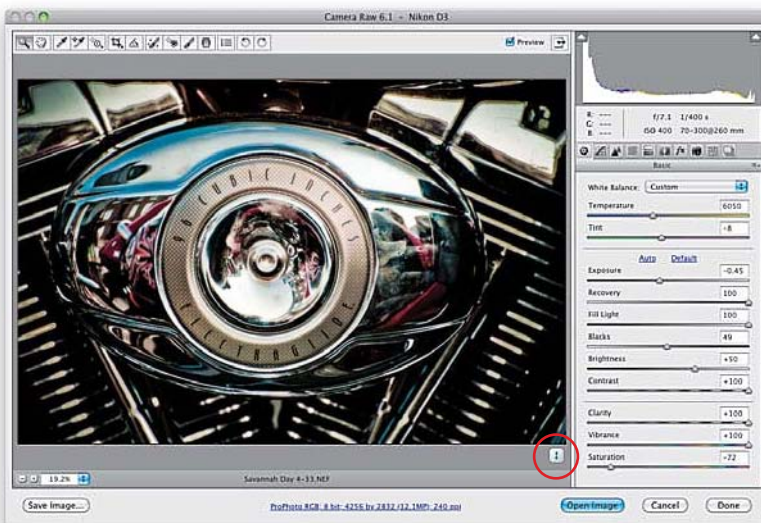 Camera Raw 6.1 - Nikon D3
Preview
R: ---
G: ---
B: ---
f/7.1 1/400 s
ISO 400 70-300@260 mm
Basic
White Balance: Custom
Temperature 6050
Tint -8
Auto Default
Exposure -0.45
Recovery 100
Fill Light 100
Blacks 49
Brightness +50
Contrast +100
Clarity +100
Vibrance +100
Saturation -72
96 CUBIC INCHES
ELECTRAGLIDE
19.2%
Savannah Day 4-33.NEF
Save Image...
ProPhoto RGB; 8 bit; 4256 by 2832 (12.1MP); 240 ppi
Open Image
Cancel
Done